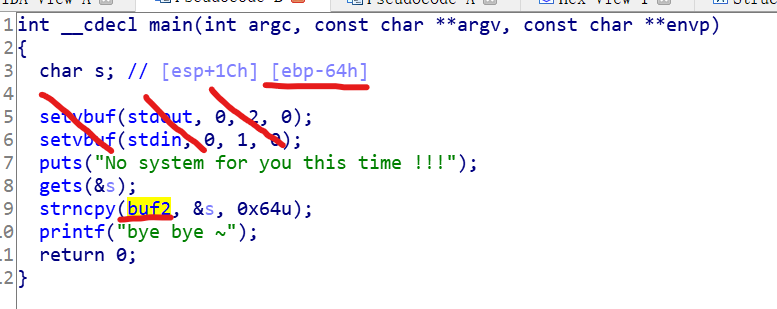 IDA View A Pseudocode B Pseudocode A Hex View 1 Struc
1 int __cdecl main(int argc, const char **argv, const char **envp)
2 {
3 char s; // [esp+1Ch] [ebp-64h]
4
5 setvbuf(stdout, 0, 2, 0);
6 setvbuf(stdin, 0, 1, 0);
7 puts("No system for you this time !!!");
8 gets(&s);
9 strncpy(buf2, &s, 0x64u);
.0 printf("bye bye ~");
.1 return 0;
.2 }